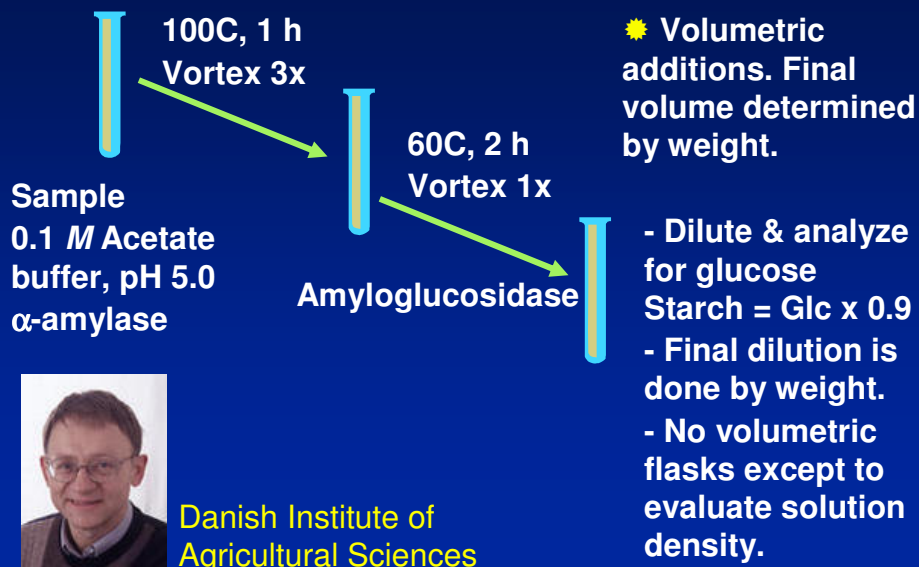 100C, 1 h
Vortex 3x
Sample
0.1 M Acetate
buffer, pH 5.0
α-amylase
60C, 2 h
Vortex 1x
Amyloglucosidase
Volumetric
additions. Final
volume determined
by weight.
- Dilute & analyze
for glucose
Starch = Glc x 0.9
- Final dilution is
done by weight.
- No volumetric
flasks except to
evaluate solution
density.
Danish Institute of
Agricultural Sciences